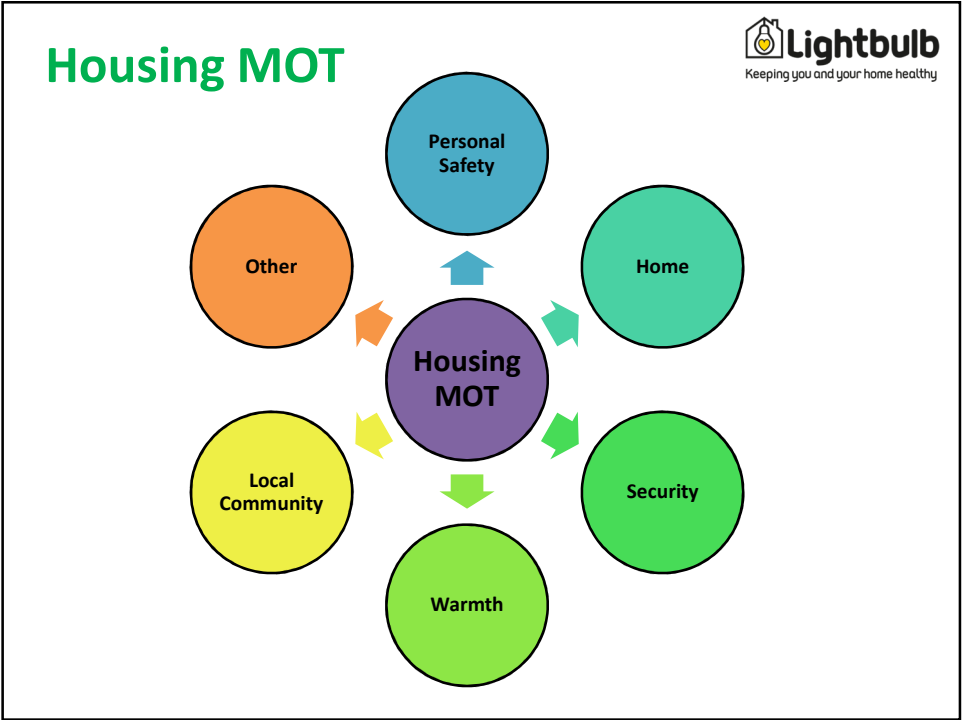 Housing MOT
Lightbulb
Keeping you and your home healthy
Personal
Safety
Other
Home
Housing
MOT
Local
Community
Security
Warmth